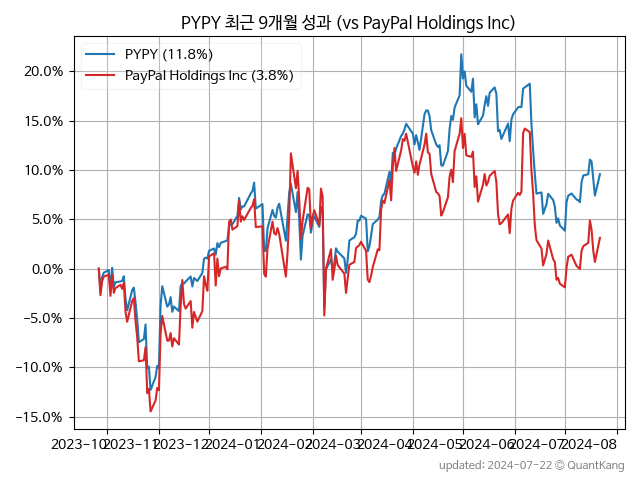 PYPY 최근 9개월 성과 (vs PayPal Holdings Inc)
PYPY (11.8%)
PayPal Holdings Inc (3.8%)
20.0%
15.0%
10.0%
5.0%
0.0%
−5.0%
−10.0%
−15.0%
2023-10 2023-11 2023-12 2024-01 2024-02 2024-03 2024-04 2024-05 2024-06 2024-07 2024-08
updated: 2024-07-22 © QuantKang